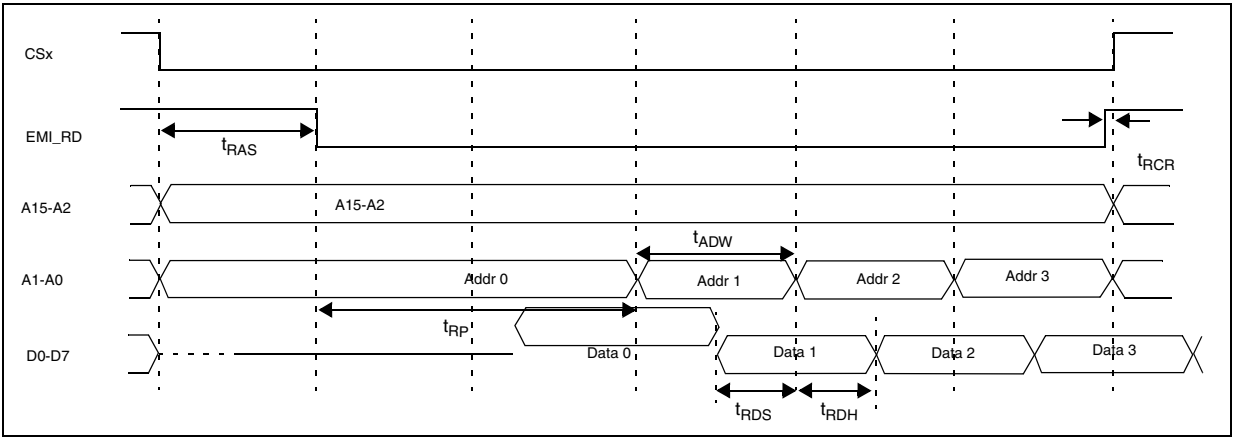 CSx
EMI_RD
tRAS
tRCR
A15-A2
A15-A2
tADW
A1-A0
Addr 0
Addr 1
Addr 2
Addr 3
tRP
D0-D7
Data 0
Data 1
Data 2
Data 3
tRDS
tRDH